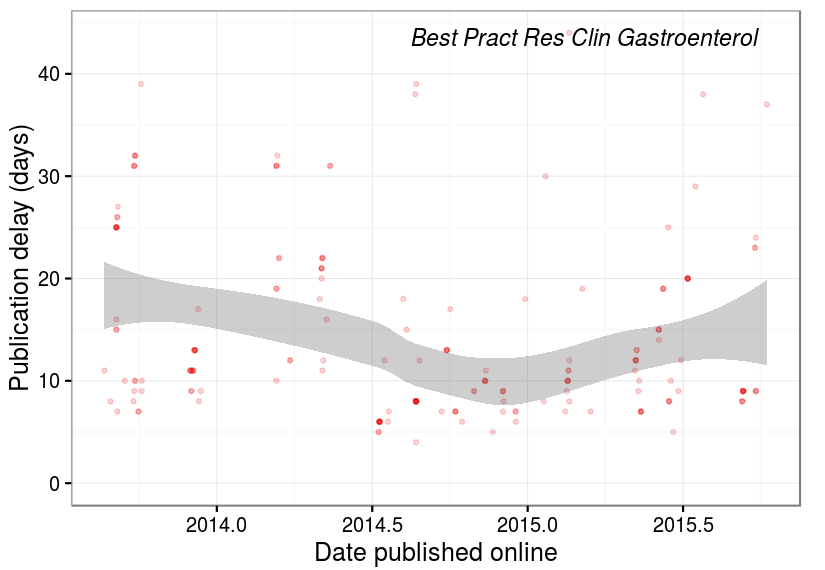 Best Pract Res Clin Gastroenterol
Publication delay (days)
40
30
20
10
0
2014.0 2014.5 2015.0 2015.5
Date published online